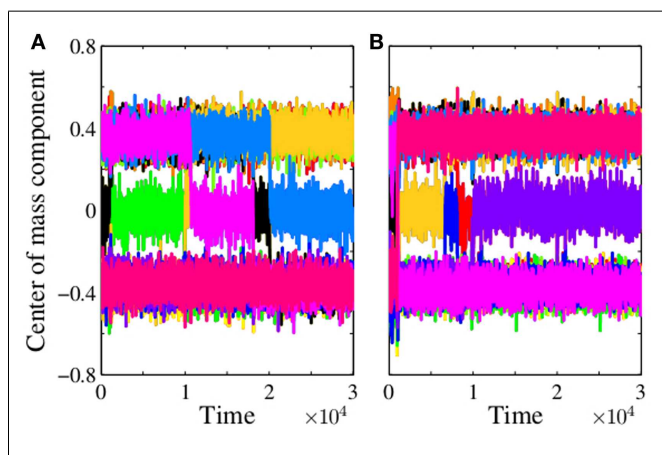 A
B
Center of mass component
0.8
0.4
0
−0.4
−0.8
0 1 2 3
0 1 2 3
Time ×10⁴
Time ×10⁴